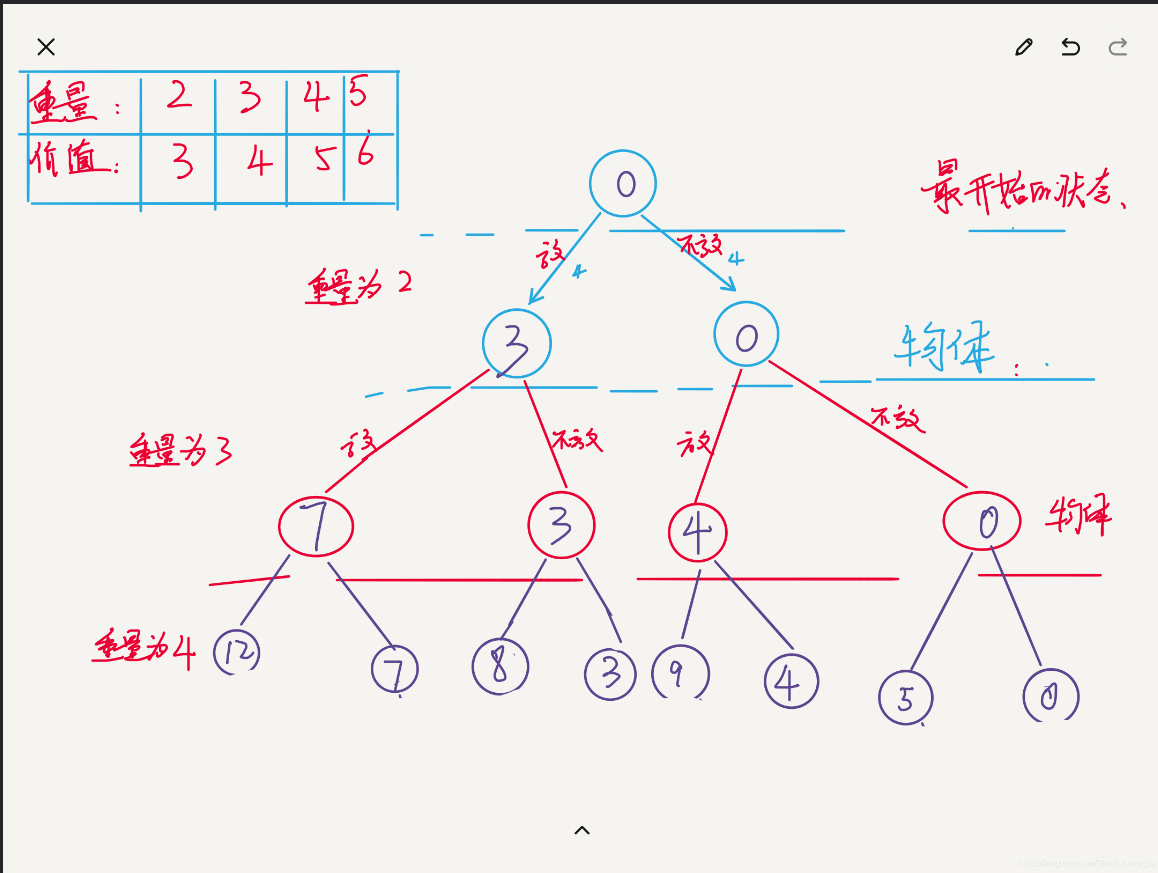 重量: 2 3 4 5
价值: 3 4 5 6
0
最开始的状态、
放 不放
4 4
重量为 2
3 0
物体:
重量为3
放 不放 放 不放
7 3 4 0
物体
重量为4
12 7 8 3 9 4 5 0